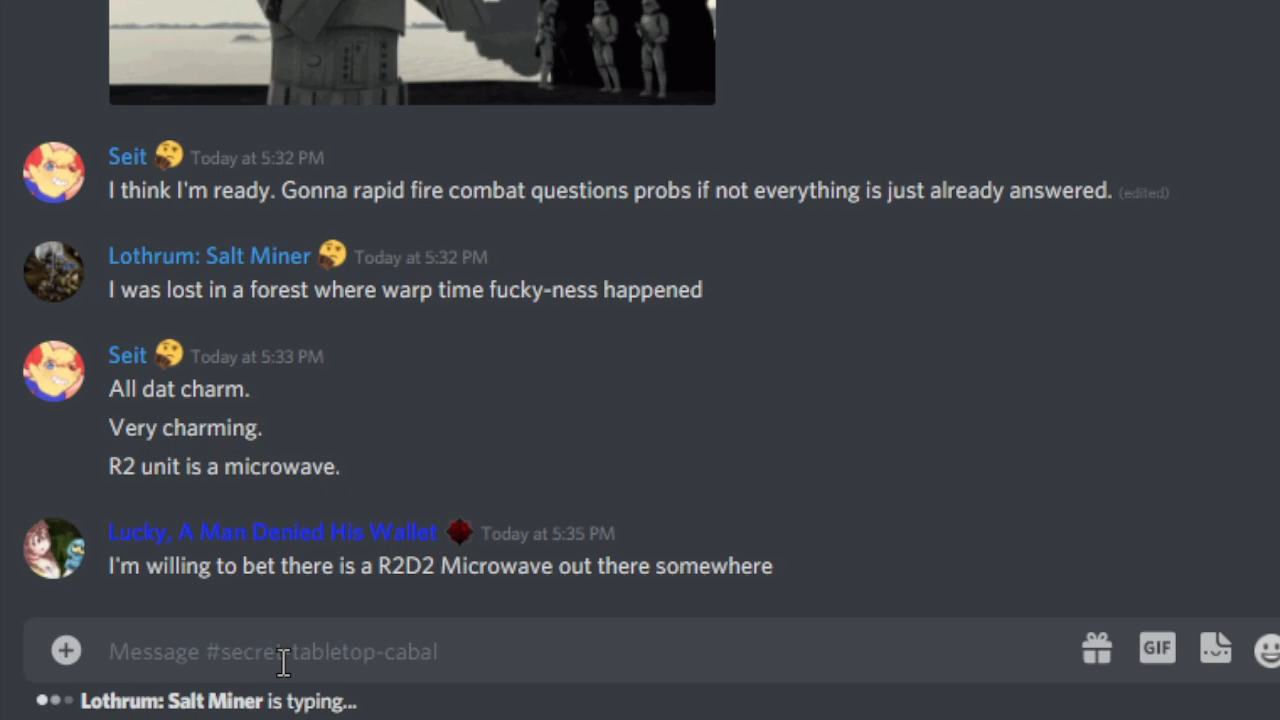 Seit Today at 5:32 PM
I think I'm ready. Gonna rapid fire combat questions probs if not everything is just already answered. (edited)
Lothrum: Salt Miner Today at 5:32 PM
I was lost in a forest where warp time fucky-ness happened
Seit Today at 5:33 PM
All dat charm.
Very charming.
R2 unit is a microwave.
Lucky, A Man Denied His Wallet Today at 5:35 PM
I'm willing to bet there is a R2D2 Microwave out there somewhere
Message #secret-tabletop-cabal
GIF
Lothrum: Salt Miner is typing...